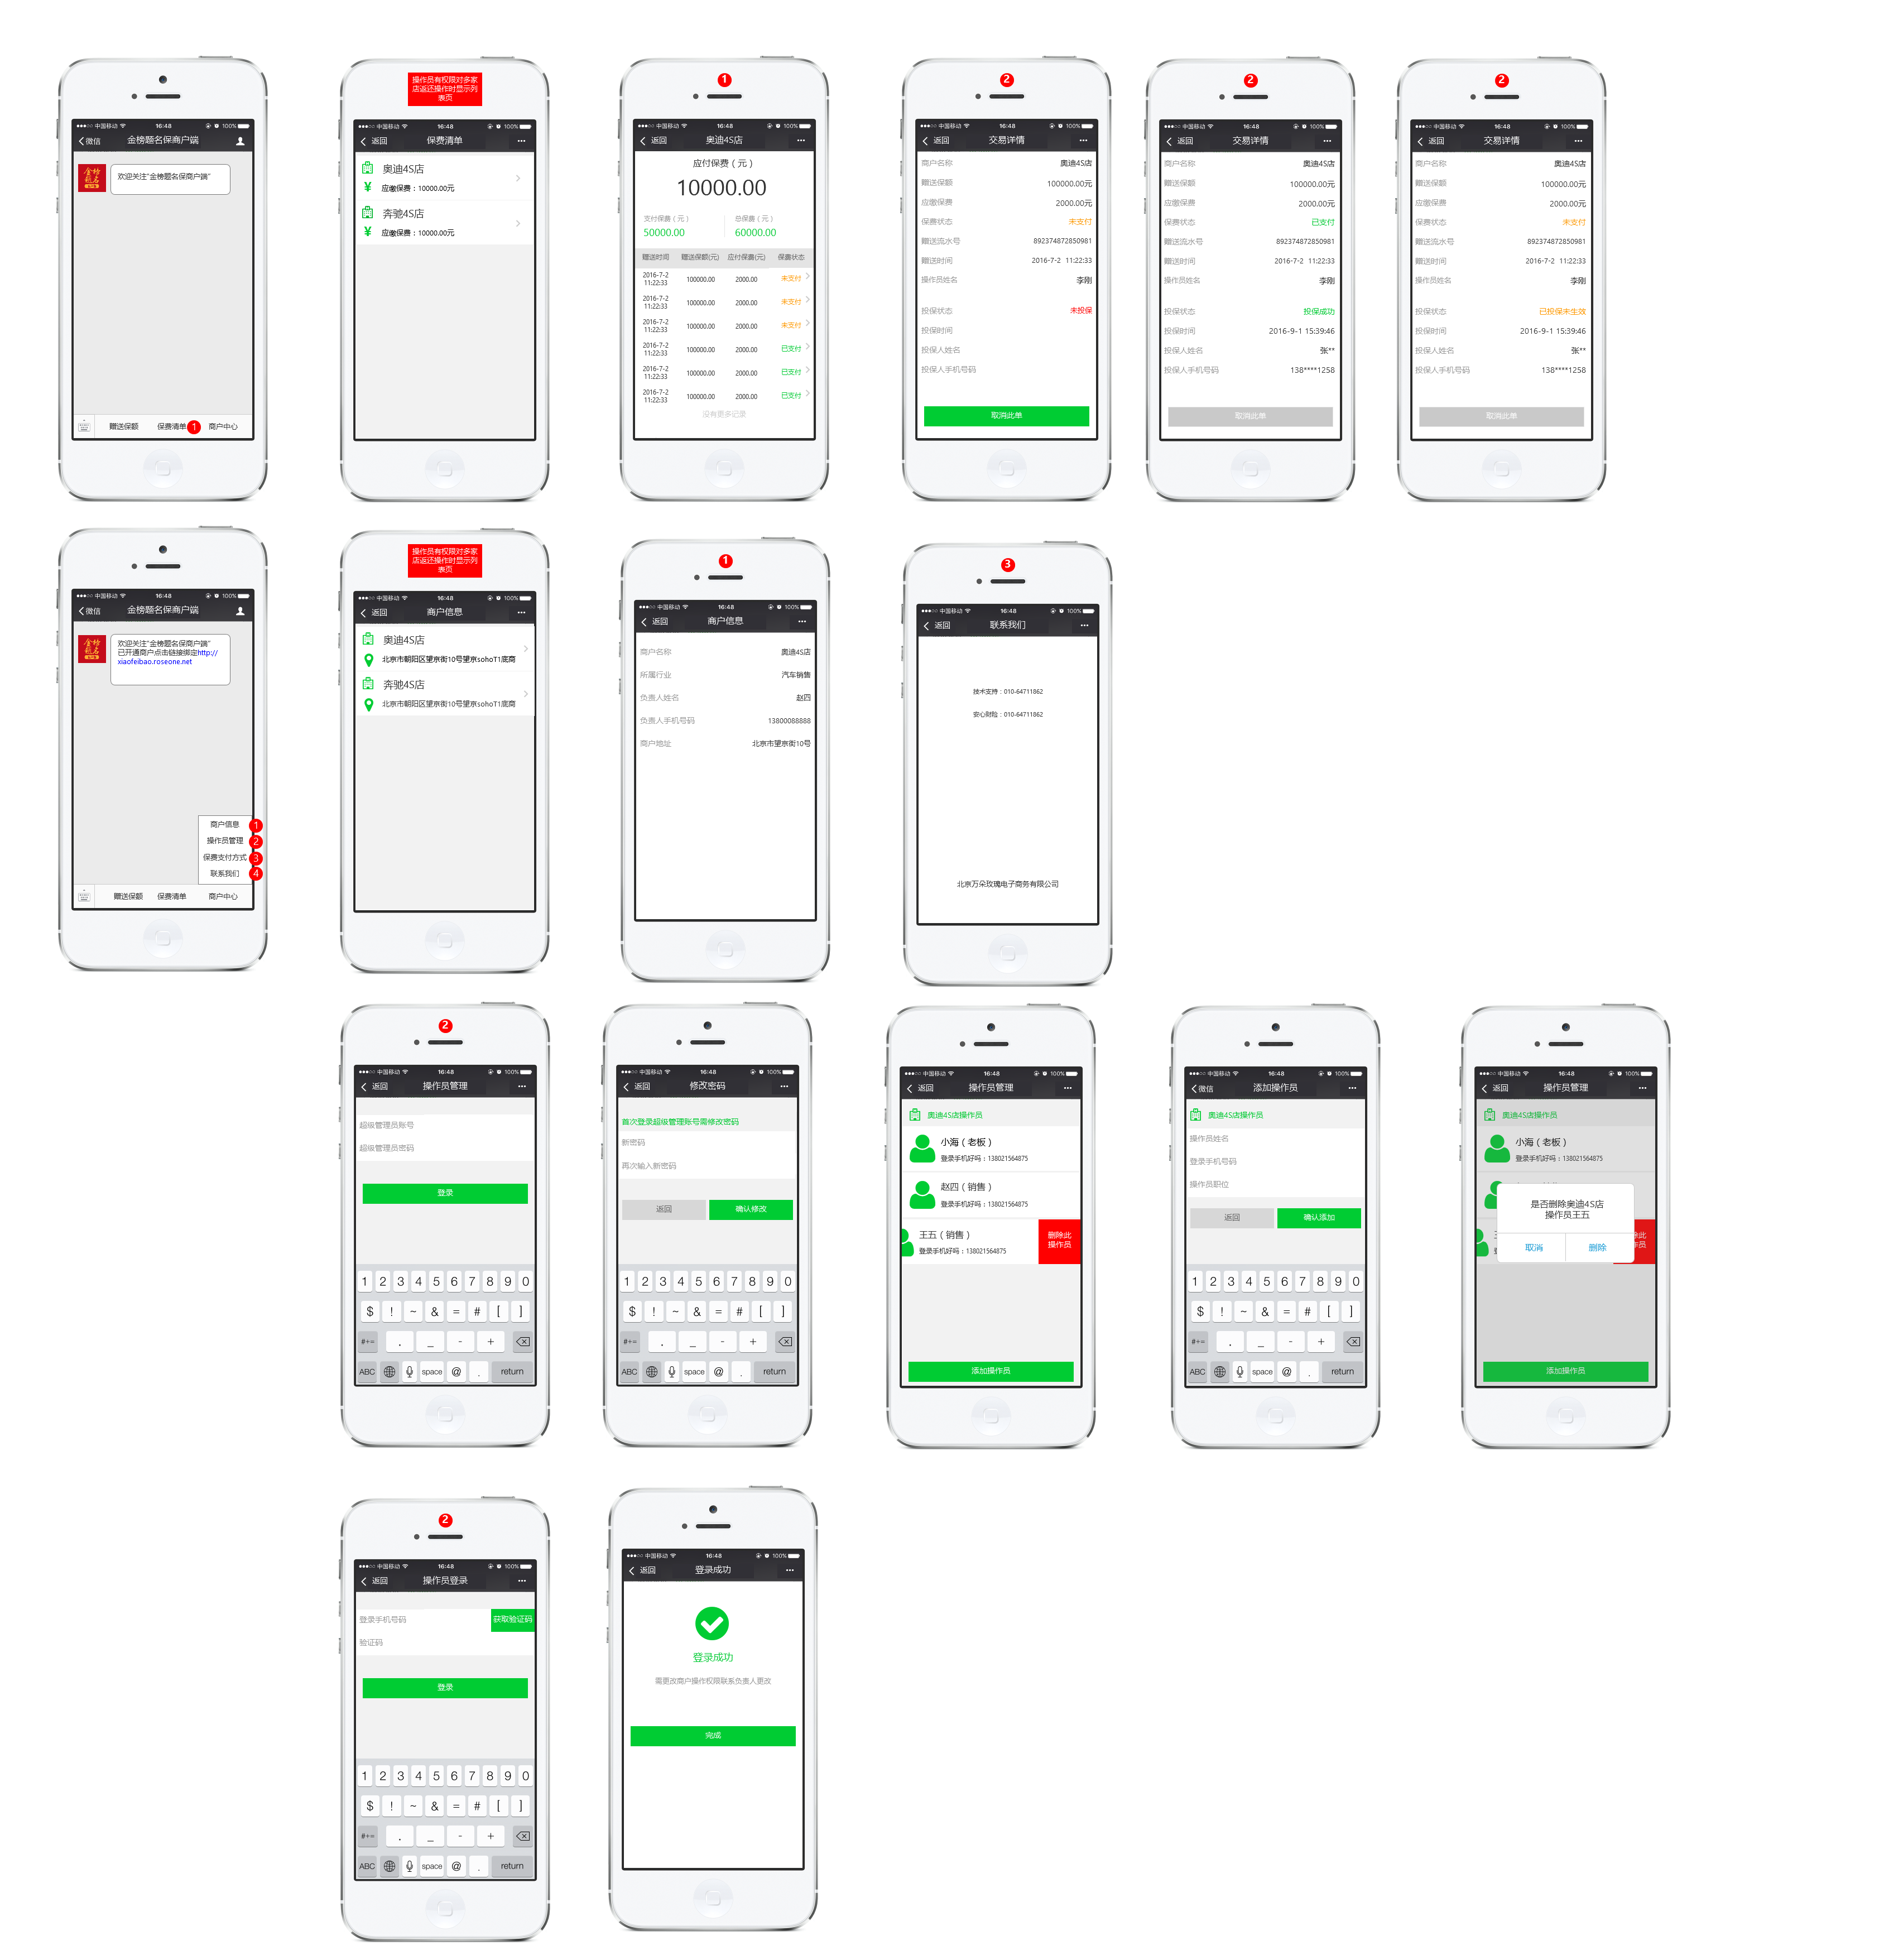 中国移动 16:48 100%
微信 金榜题名保商户端
金榜题名
欢迎关注"金榜题名保商户端"
赠送保额 保费清单 1 商户中心
操作员有权限对多家
店返还操作时显示列
表页
中国移动 16:48 100%
返回 保费清单
奥迪4S店
¥ 应缴保费：10000.00元
奔驰4S店
¥ 应缴保费：10000.00元
1
中国移动 16:48 100%
返回 奥迪4S店
应付保费（元）
10000.00
支付保费（元） 总保费（元）
50000.00 60000.00
赠送时间 赠送保额(元) 应付保费(元) 保费状态
2016-7-2
11:22:33 100000.00 2000.00 未支付
2016-7-2
11:22:33 100000.00 2000.00 未支付
2016-7-2
11:22:33 100000.00 2000.00 未支付
2016-7-2
11:22:33 100000.00 2000.00 已支付
2016-7-2
11:22:33 100000.00 2000.00 已支付
2016-7-2
11:22:33 100000.00 2000.00 已支付
没有更多记录
2
中国移动 16:48 100%
返回 交易详情
商户名称 奥迪4S店
赠送保额 100000.00元
应缴保费 2000.00元
保费状态 未支付
赠送流水号 892374872850981
赠送时间 2016-7-2 11:22:33
操作员姓名 李刚
投保状态 未投保
投保时间
投保人姓名
投保人手机号码
取消此单
2
中国移动 16:48 100%
返回 交易详情
商户名称 奥迪4S店
赠送保额 100000.00元
应缴保费 2000.00元
保费状态 已支付
赠送流水号 892374872850981
赠送时间 2016-7-2 11:22:33
操作员姓名 李刚
投保状态 投保成功
投保时间 2016-9-1 15:39:46
投保人姓名 张**
投保人手机号码 138****1258
取消此单
2
中国移动 16:48 100%
返回 交易详情
商户名称 奥迪4S店
赠送保额 100000.00元
应缴保费 2000.00元
保费状态 未支付
赠送流水号 892374872850981
赠送时间 2016-7-2 11:22:33
操作员姓名 李刚
投保状态 已投保未生效
投保时间 2016-9-1 15:39:46
投保人姓名 张**
投保人手机号码 138****1258
取消此单
中国移动 16:48 100%
微信 金榜题名保商户端
金榜题名
欢迎关注"金榜题名保商户端"
已开通商户点击链接绑定http://
xiaofeibao.roseone.net
商户信息 1
操作员管理 2
保费支付方式 3
联系我们 4
赠送保额 保费清单 商户中心
操作员有权限对多家
店返还操作时显示列
表页
中国移动 16:48 100%
返回 商户信息
奥迪4S店
北京市朝阳区望京街10号望京sohoT1底商
奔驰4S店
北京市朝阳区望京街10号望京sohoT1底商
1
中国移动 16:48 100%
返回 商户信息
商户名称 奥迪4S店
所属行业 汽车销售
负责人姓名 赵四
负责人手机号码 13800088888
商户地址 北京市望京街10号
3
中国移动 16:48 100%
返回 联系我们
技术支持：010-64711862
安心财险：010-64711862
北京万朵玫瑰电子商务有限公司
2
中国移动 16:48 100%
返回 操作员管理
超级管理员账号
超级管理员密码
登录
1 2 3 4 5 6 7 8 9 0
$ ! ~ & = # [ ]
#+= . _ - +
ABC space @ . return
中国移动 16:48 100%
返回 修改密码
首次登录超级管理账号需修改密码
新密码
再次输入新密码
返回 确认修改
1 2 3 4 5 6 7 8 9 0
$ ! ~ & = # [ ]
#+= . _ - +
ABC space @ . return
中国移动 16:48 100%
返回 操作员管理
奥迪4S店操作员
小海（老板）
登录手机好吗：138021564875
赵四（销售）
登录手机好吗：138021564875
王五（销售）
登录手机好吗：138021564875
删除此
操作员
添加操作员
中国移动 16:48 100%
微信 添加操作员
奥迪4S店操作员
操作员姓名
登录手机号码
操作员职位
返回 确认添加
1 2 3 4 5 6 7 8 9 0
$ ! ~ & = # [ ]
#+= . _ - +
ABC space @ . return
中国移动 16:48 100%
返回 操作员管理
奥迪4S店操作员
小海（老板）
登录手机好吗：138021564875
是否删除奥迪4S店
操作员王五
取消 删除
添加操作员
2
中国移动 16:48 100%
返回 操作员登录
登录手机号码 获取验证码
验证码
登录
1 2 3 4 5 6 7 8 9 0
$ ! ~ & = # [ ]
#+= . _ - +
ABC space @ . return
中国移动 16:48 100%
返回 登录成功
登录成功
需更改商户操作权限联系负责人更改
完成